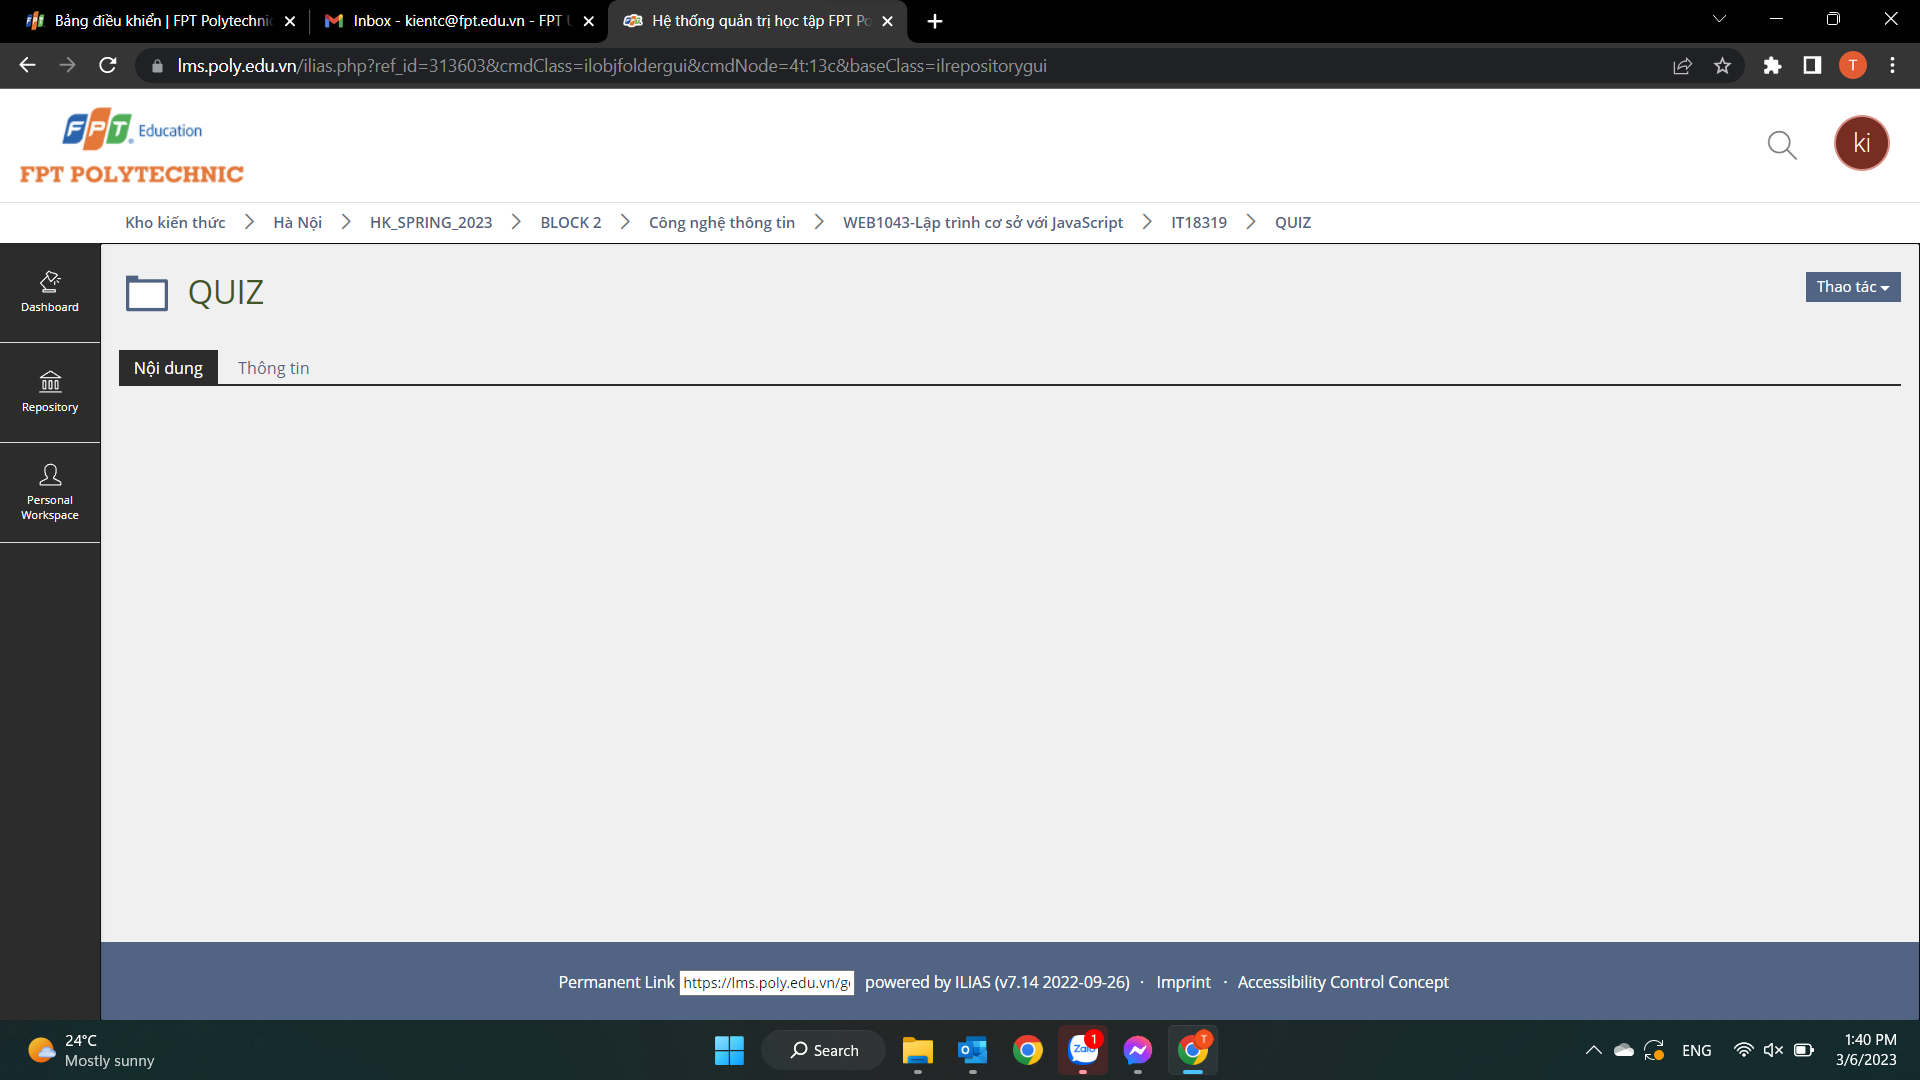 Bảng điều khiển | FPT Polytechnic
Inbox - kientc@fpt.edu.vn - FPT U
Hệ thống quản trị học tập FPT Po
lms.poly.edu.vn/ilias.php?ref_id=313603&cmdClass=ilobjfoldergui&cmdNode=4t:13c&baseClass=ilrepositorygui
T
FPT Education
FPT POLYTECHNIC
ki
Kho kiến thức
Hà Nội
HK_SPRING_2023
BLOCK 2
Công nghệ thông tin
WEB1043-Lập trình cơ sở với JavaScript
IT18319
QUIZ
Dashboard
Repository
Personal
Workspace
QUIZ
Thao tác
Nội dung
Thông tin
Permanent Link https://lms.poly.edu.vn/g powered by ILIAS (v7.14 2022-09-26) · Imprint · Accessibility Control Concept
24°C
Mostly sunny
Search
Zalo
1
T
ENG
1:40 PM
3/6/2023